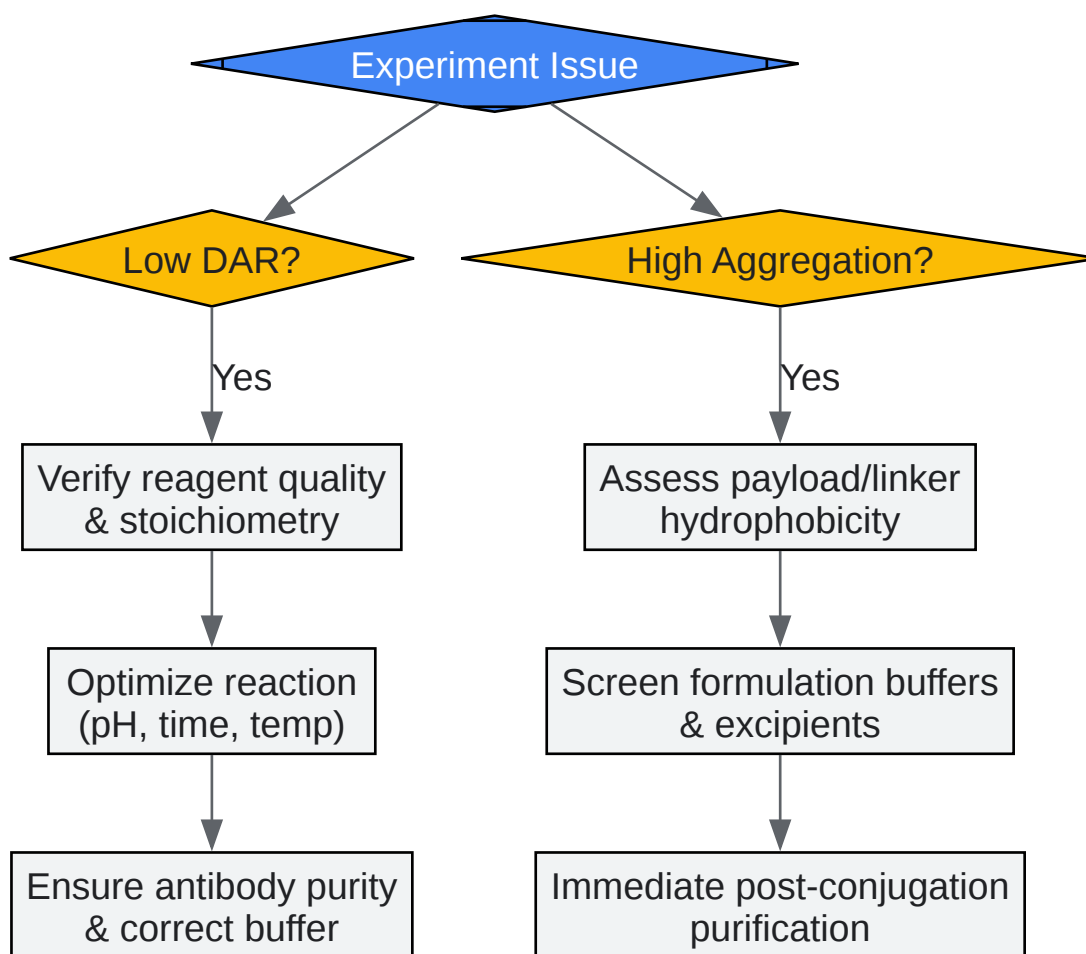 Experiment Issue
Low DAR?
High Aggregation?
Yes
Yes
Verify reagent quality
& stoichiometry
Assess payload/linker
hydrophobicity
Optimize reaction
(pH, time, temp)
Screen formulation buffers
& excipients
Ensure antibody purity
& correct buffer
Immediate post-conjugation
purification